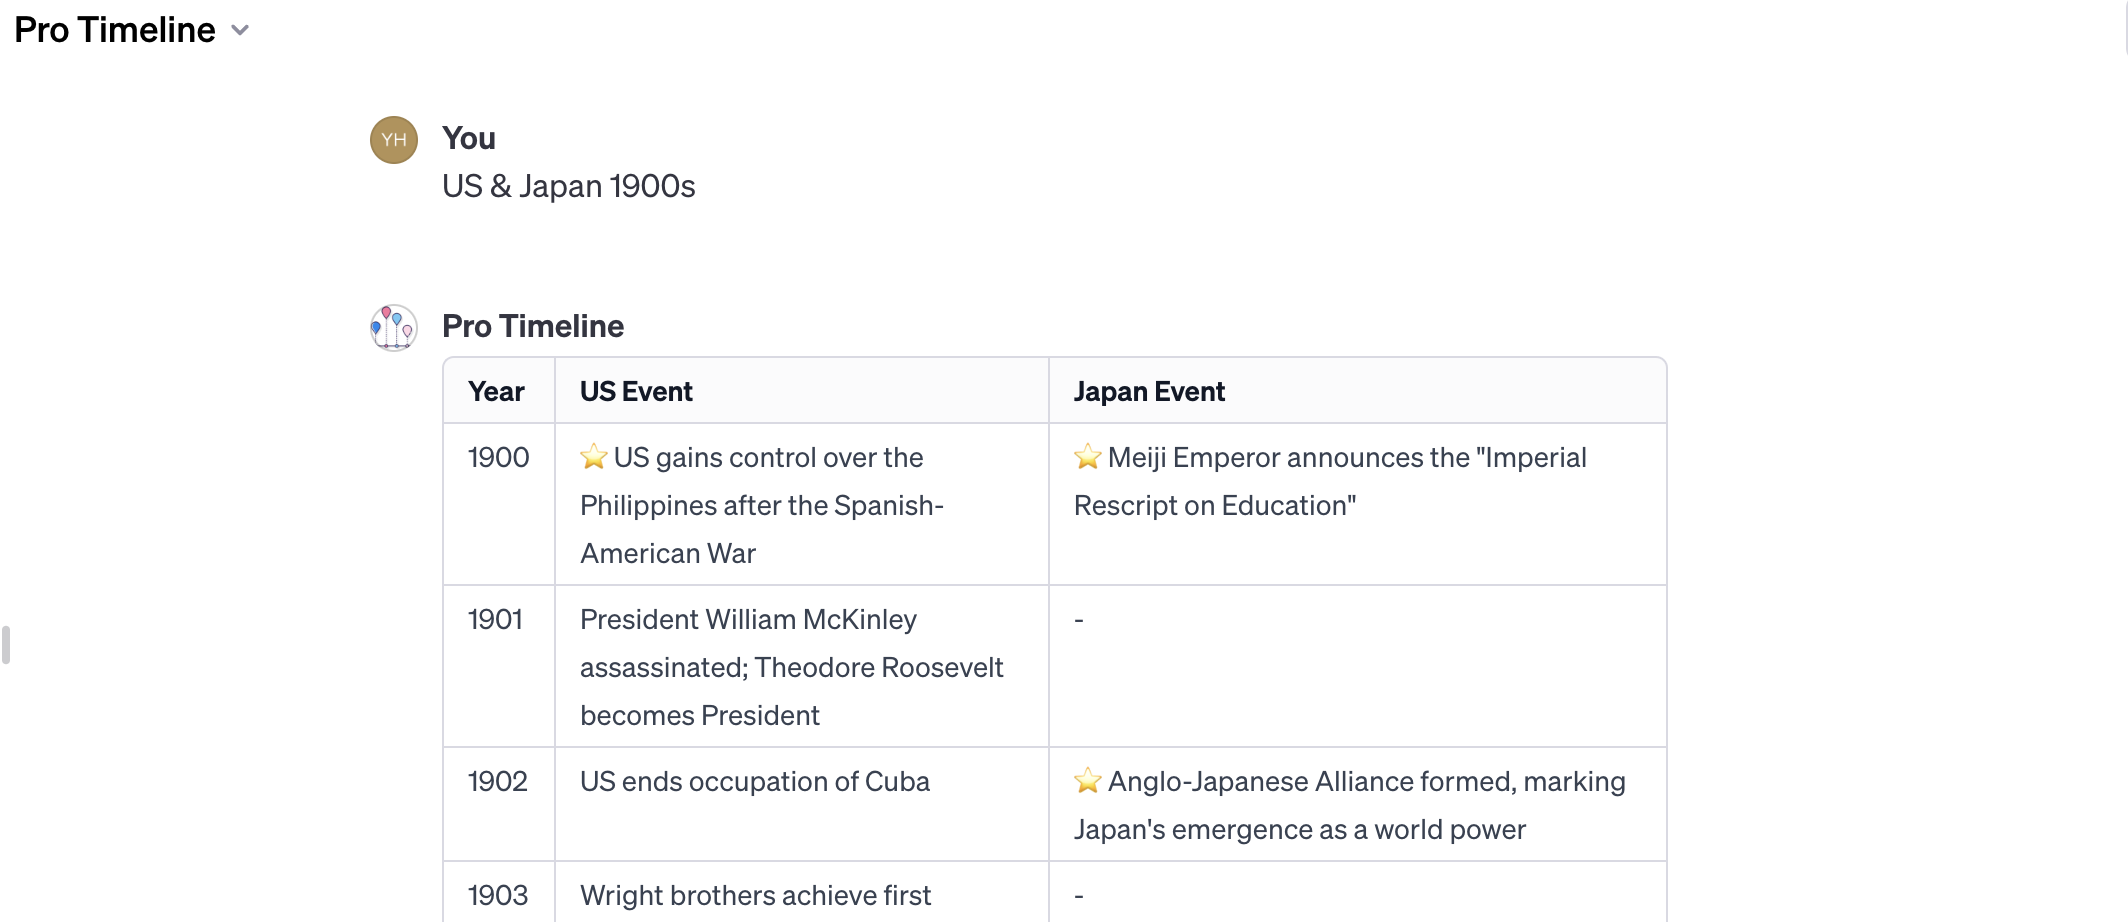 Pro Timeline
YH
You
US & Japan 1900s
Pro Timeline
Year US Event Japan Event
1900 ⭐ US gains control over the ⭐ Meiji Emperor announces the "Imperial
Philippines after the Spanish- Rescript on Education"
American War
1901 President William McKinley -
assassinated; Theodore Roosevelt
becomes President
1902 US ends occupation of Cuba ⭐ Anglo-Japanese Alliance formed, marking
Japan's emergence as a world power
1903 Wright brothers achieve first -